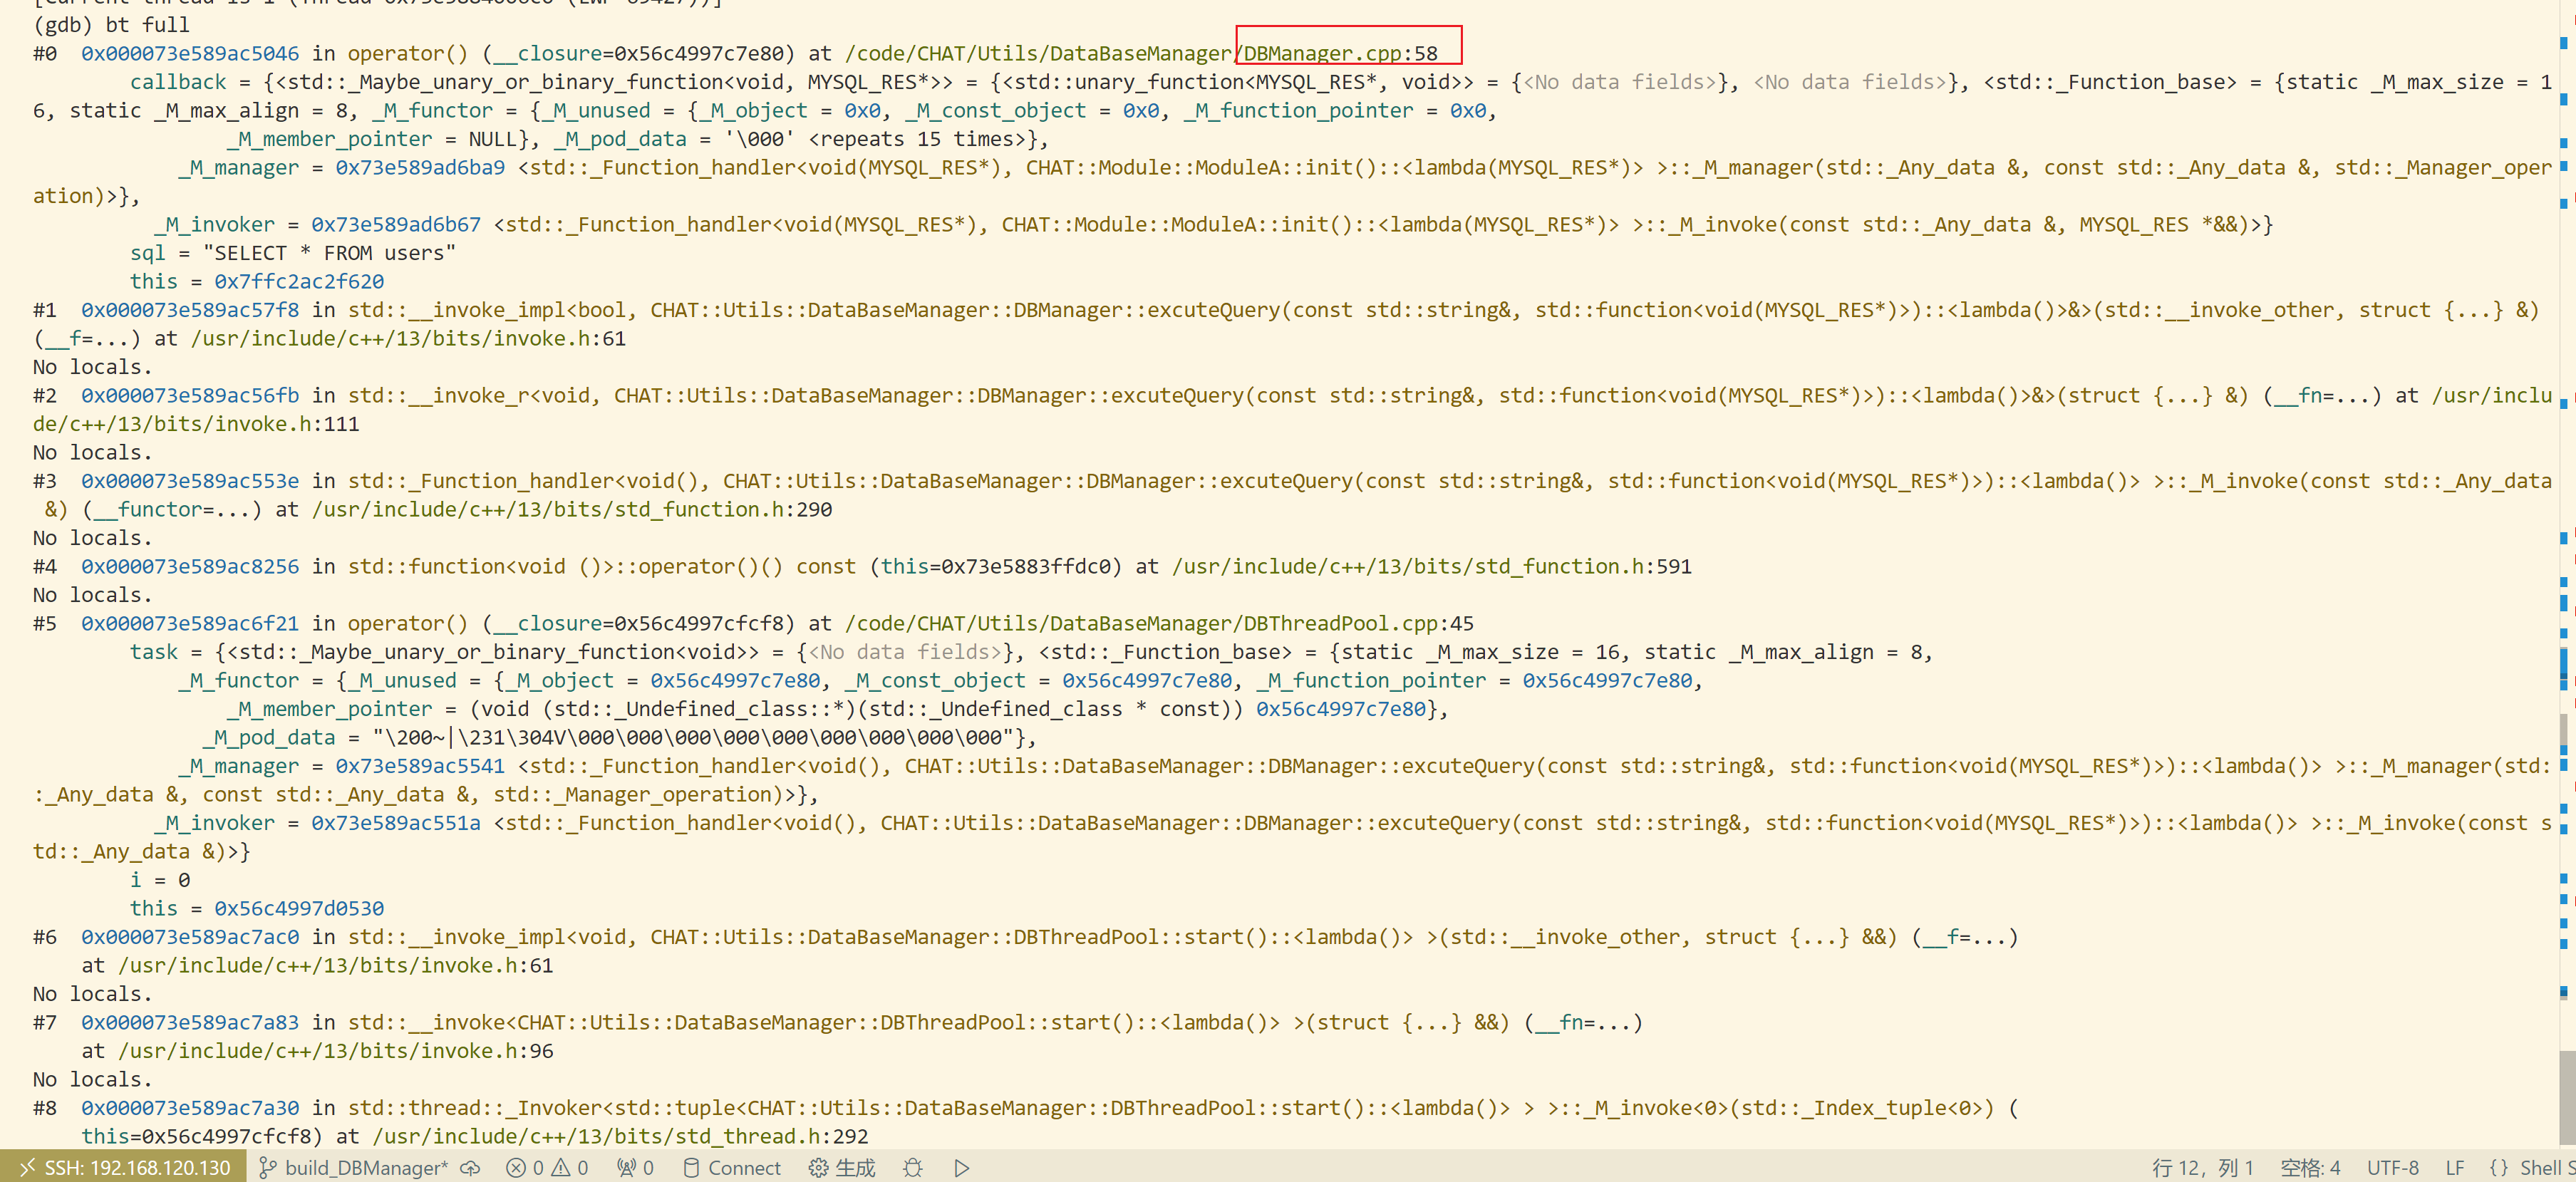 (gdb) bt full
#0  0x000073e589ac5046 in operator() (__closure=0x56c4997c7e80) at /code/CHAT/Utils/DataBaseManager/DBManager.cpp:58
        callback = {<std::_Maybe_unary_or_binary_function<void, MYSQL_RES*>> = {<std::unary_function<MYSQL_RES*, void>> = {<No data fields>}, <No data fields>}, <std::_Function_base> = {static _M_max_size = 1
6, static _M_max_align = 8, _M_functor = {_M_unused = {_M_object = 0x0, _M_const_object = 0x0, _M_function_pointer = 0x0,
                _M_member_pointer = NULL}, _M_pod_data = '\000' <repeats 15 times>},
            _M_manager = 0x73e589ad6ba9 <std::_Function_handler<void(MYSQL_RES*), CHAT::Module::ModuleA::init()::<lambda(MYSQL_RES*)> >::_M_manager(std::_Any_data &, const std::_Any_data &, std::_Manager_oper
ation)>},
          _M_invoker = 0x73e589ad6b67 <std::_Function_handler<void(MYSQL_RES*), CHAT::Module::ModuleA::init()::<lambda(MYSQL_RES*)> >::_M_invoke(const std::_Any_data &, MYSQL_RES *&&)>}
        sql = "SELECT * FROM users"
        this = 0x7ffc2ac2f620
#1  0x000073e589ac57f8 in std::__invoke_impl<bool, CHAT::Utils::DataBaseManager::DBManager::excuteQuery(const std::string&, std::function<void(MYSQL_RES*)>)::<lambda()>&>(std::__invoke_other, struct {...} &)
(__f=...) at /usr/include/c++/13/bits/invoke.h:61
No locals.
#2  0x000073e589ac56fb in std::__invoke_r<void, CHAT::Utils::DataBaseManager::DBManager::excuteQuery(const std::string&, std::function<void(MYSQL_RES*)>)::<lambda()>&>(struct {...} &) (__fn=...) at /usr/inclu
de/c++/13/bits/invoke.h:111
No locals.
#3  0x000073e589ac553e in std::_Function_handler<void(), CHAT::Utils::DataBaseManager::DBManager::excuteQuery(const std::string&, std::function<void(MYSQL_RES*)>)::<lambda()> >::_M_invoke(const std::_Any_data
 &) (__functor=...) at /usr/include/c++/13/bits/std_function.h:290
No locals.
#4  0x000073e589ac8256 in std::function<void ()>::operator()() const (this=0x73e5883ffdc0) at /usr/include/c++/13/bits/std_function.h:591
No locals.
#5  0x000073e589ac6f21 in operator() (__closure=0x56c4997cfcf8) at /code/CHAT/Utils/DataBaseManager/DBThreadPool.cpp:45
        task = {<std::_Maybe_unary_or_binary_function<void>> = {<No data fields>}, <std::_Function_base> = {static _M_max_size = 16, static _M_max_align = 8,
            _M_functor = {_M_unused = {_M_object = 0x56c4997c7e80, _M_const_object = 0x56c4997c7e80, _M_function_pointer = 0x56c4997c7e80,
                _M_member_pointer = (void (std::_Undefined_class::*)(std::_Undefined_class * const)) 0x56c4997c7e80},
              _M_pod_data = "\200~|\231\304V\000\000\000\000\000\000\000\000\000"},
            _M_manager = 0x73e589ac5541 <std::_Function_handler<void(), CHAT::Utils::DataBaseManager::DBManager::excuteQuery(const std::string&, std::function<void(MYSQL_RES*)>)::<lambda()> >::_M_manager(std:
:_Any_data &, const std::_Any_data &, std::_Manager_operation)>},
          _M_invoker = 0x73e589ac551a <std::_Function_handler<void(), CHAT::Utils::DataBaseManager::DBManager::excuteQuery(const std::string&, std::function<void(MYSQL_RES*)>)::<lambda()> >::_M_invoke(const s
td::_Any_data &)>}
        i = 0
        this = 0x56c4997d0530
#6  0x000073e589ac7ac0 in std::__invoke_impl<void, CHAT::Utils::DataBaseManager::DBThreadPool::start()::<lambda()> >(std::__invoke_other, struct {...} &&) (__f=...)
    at /usr/include/c++/13/bits/invoke.h:61
No locals.
#7  0x000073e589ac7a83 in std::__invoke<CHAT::Utils::DataBaseManager::DBThreadPool::start()::<lambda()> >(struct {...} &&) (__fn=...)
    at /usr/include/c++/13/bits/invoke.h:96
No locals.
#8  0x000073e589ac7a30 in std::thread::_Invoker<std::tuple<CHAT::Utils::DataBaseManager::DBThreadPool::start()::<lambda()> > >::_M_invoke<0>(std::_Index_tuple<0>) (
    this=0x56c4997cfcf8) at /usr/include/c++/13/bits/std_thread.h:292
SSH: 192.168.120.130 build_DBManager* 0 0 0 Connect 生成 行 12，列 1 空格: 4 UTF-8 LF {} Shell S